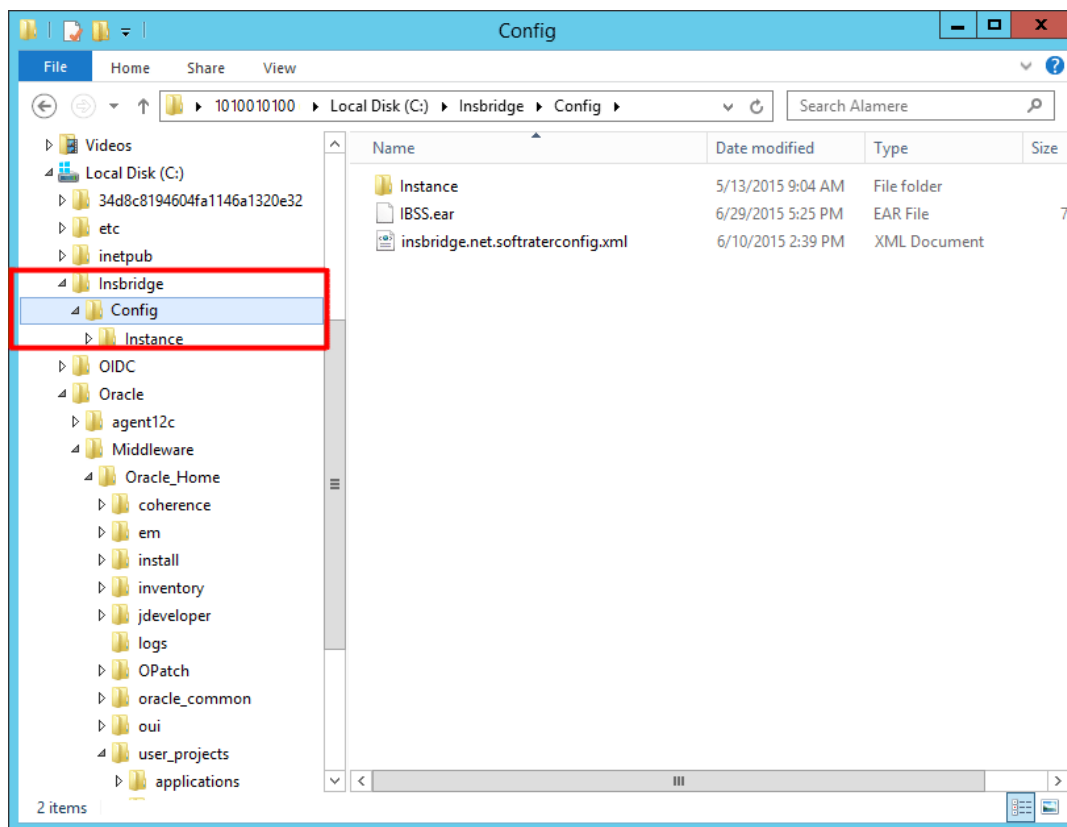 Config
File Home Share View
1010010100 Local Disk (C:) Insbridge Config Search Alamere
Videos
Local Disk (C:)
34d8c8194604fa1146a1320e32
etc
inetpub
Insbridge
Config
Instance
OIDC
Oracle
agent12c
Middleware
Oracle_Home
coherence
em
install
inventory
jdeveloper
logs
OPatch
oracle_common
oui
user_projects
applications
Name Date modified Type Size
Instance 5/13/2015 9:04 AM File folder
IBSS.ear 6/29/2015 5:25 PM EAR File 7
insbridge.net.softraterconfig.xml 6/10/2015 2:39 PM XML Document
2 items